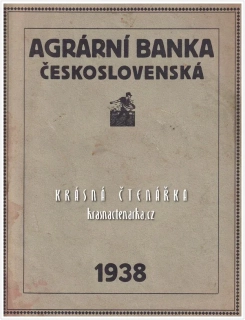 AGRÁRNÍ BANKA
ČESKOSLOVENSKÁ
KRÁSNÁ ČTENÁŘKA
krasnactenarka.cz
1938